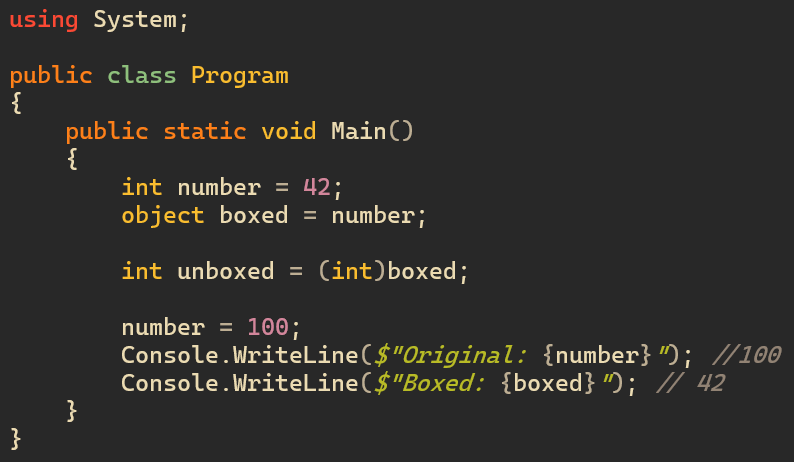 using System;

public class Program
{
    public static void Main()
    {
        int number = 42;
        object boxed = number;

        int unboxed = (int)boxed;

        number = 100;
        Console.WriteLine($"Original: {number}"); //100
        Console.WriteLine($"Boxed: {boxed}"); // 42
    }
}